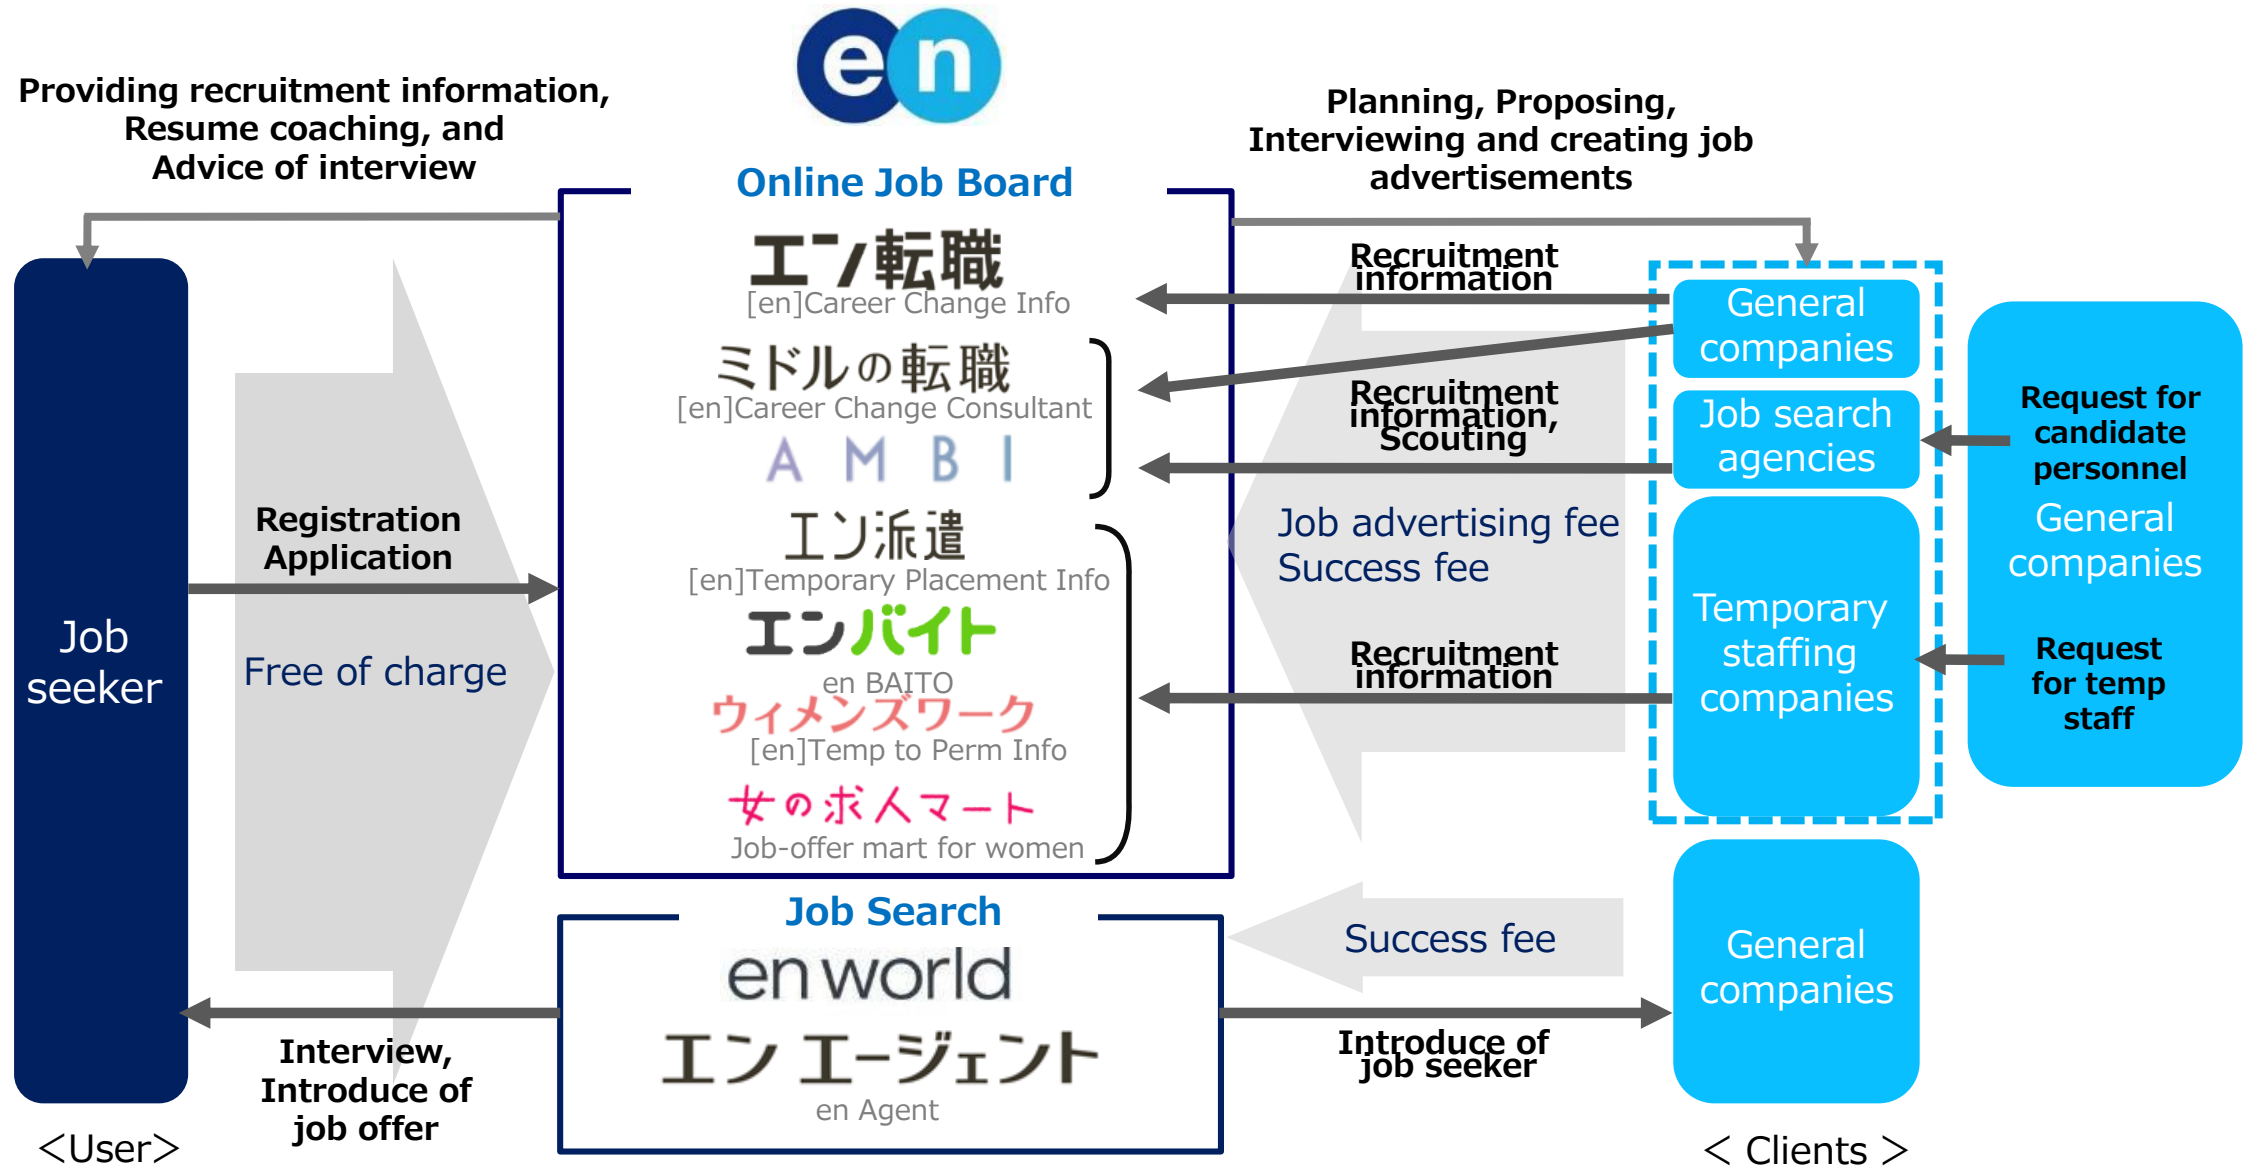 en
Providing recruitment information,
Resume coaching, and
Advice of interview
Planning, Proposing,
Interviewing and creating job
advertisements
Online Job Board
エン転職
[en]Career Change Info
ミドルの転職
[en]Career Change Consultant
AMBI
エン派遣
[en]Temporary Placement Info
エンバイト
en BAITO
ウィメンズワーク
[en]Temp to Perm Info
女の求人マート
Job-offer mart for women
Job seeker
Registration
Application
Free of charge
Recruitment
information
Recruitment
information,
Scouting
Job advertising fee
Success fee
Recruitment
information
General
companies
Job search
agencies
Temporary
staffing
companies
Request for
candidate
personnel
General
companies
Request
for temp
staff
Job Search
en world
エン エージェント
en Agent
Interview,
Introduce of
job offer
Success fee
Introduce of
job seeker
General
companies
＜User＞
＜ Clients ＞